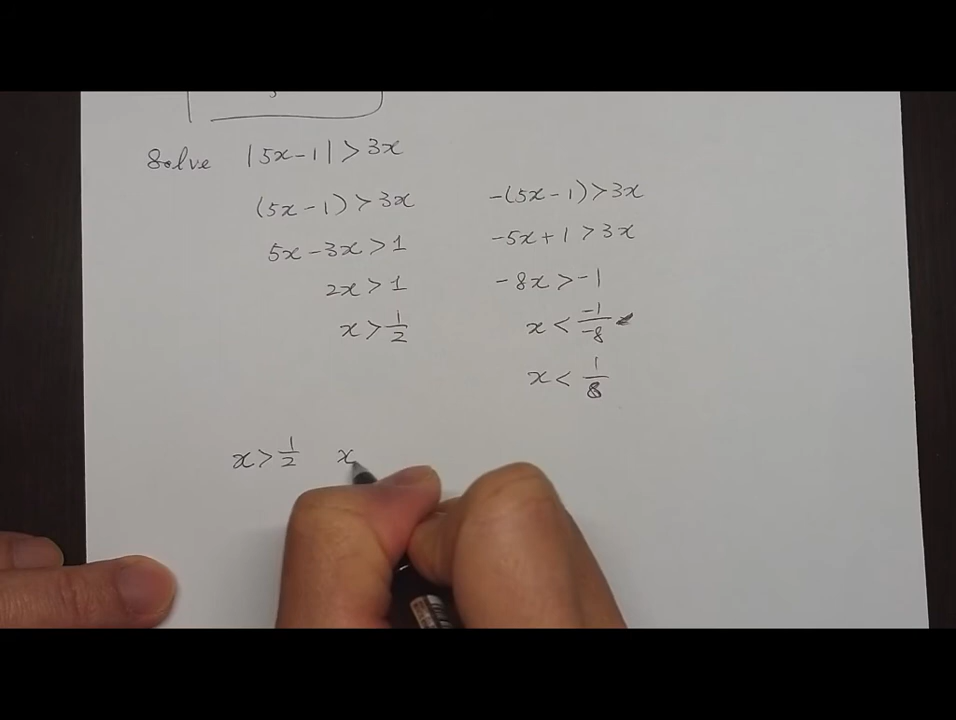 Solve |5x-1| > 3x
(5x-1) > 3x
5x-3x > 1
2x > 1
x > 1/2
-(5x-1) > 3x
-5x+1 > 3x
-8x > -1
x < -1/-8
x < 1/8
x > 1/2 x